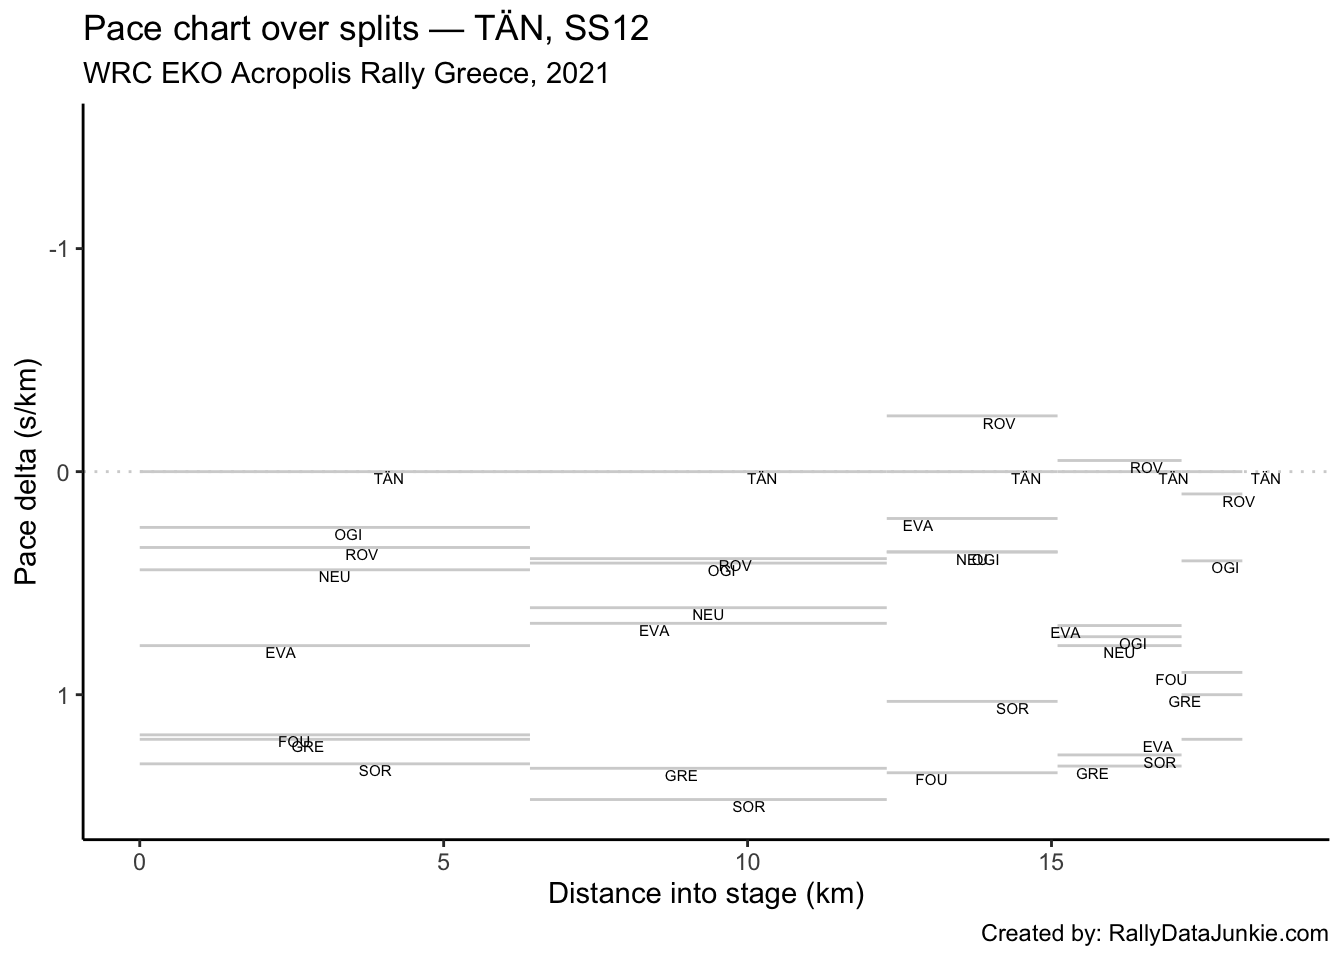 Pace chart over splits — TÄN, SS12
WRC EKO Acropolis Rally Greece, 2021
Pace delta (s/km)
-1
0
1
ROV
ROV
TÄN
TÄN
TÄN
TÄN
TÄN
ROV
EVA
OGI
ROV
NEU
OGI
NEU
ROV
OGI
OGI
NEU
EVA
EVA
OGI
NEU
EVA
FOU
GRE
SOR
FOU
GRE
EVA
SOR
GRE
SOR
GRE
FOU
SOR
0
5
10
15
Distance into stage (km)
Created by: RallyDataJunkie.com